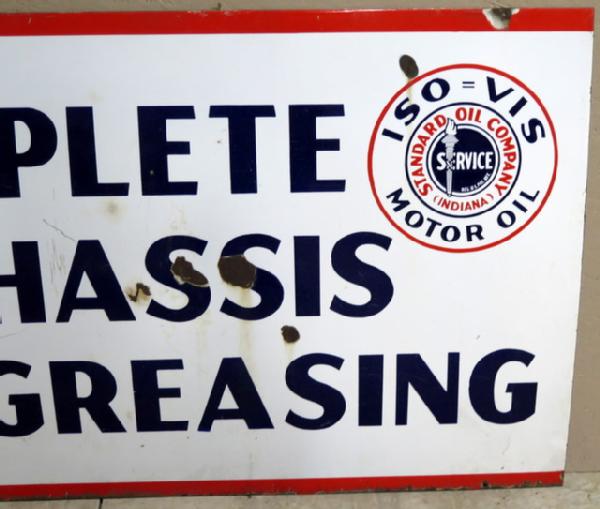 PLETE
HASSIS
GREASING
ISO=VIS
STANDARD OIL COMPANY
SERVICE
(INDIANA)
MOTOR OIL